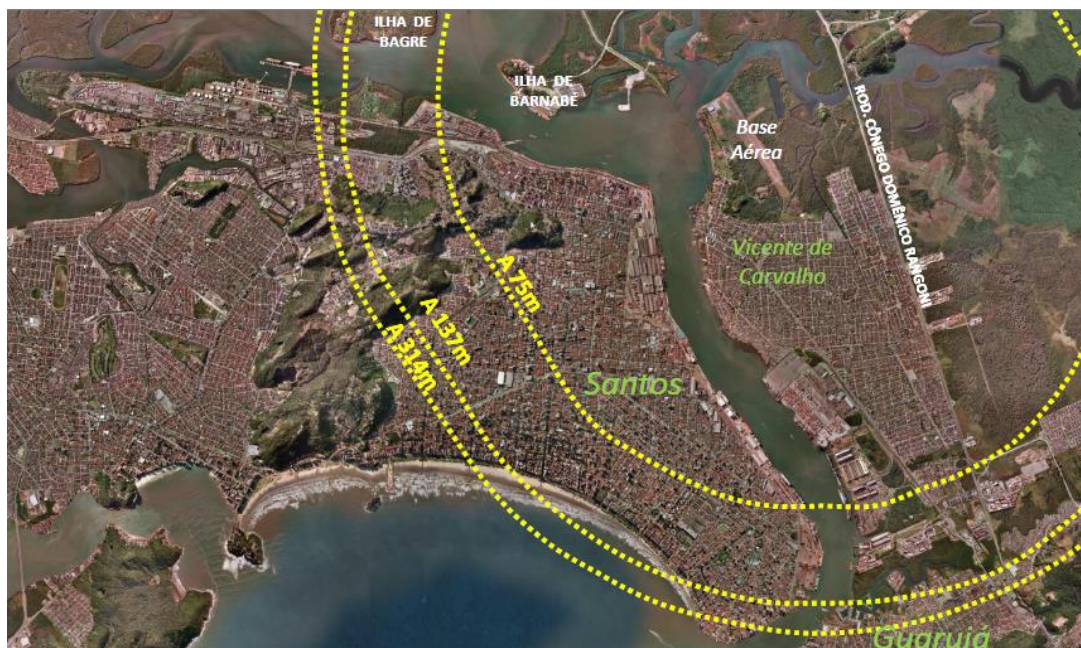 ILHA DE
BAGRE
ILHA DE
BARNABÉ
Base
Aérea
ROD. CÔNEGO DOMÊNICO RANGONI
Vicente de
Carvalho
A 75m
A 137m
A 314m
Santos
Guarujá